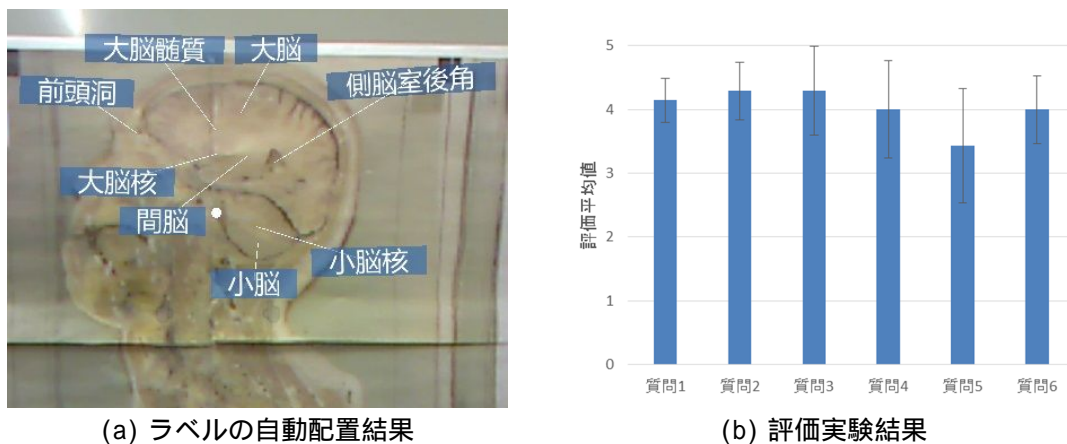 大脳髄質
大脳
前頭洞
側脳室後角
大脳核
間脳
小脳核
小脳
(a) ラベルの自動配置結果
5
4
3
2
1
0
評価平均値
質問1 質問2 質問3 質問4 質問5 質問6
(b) 評価実験結果